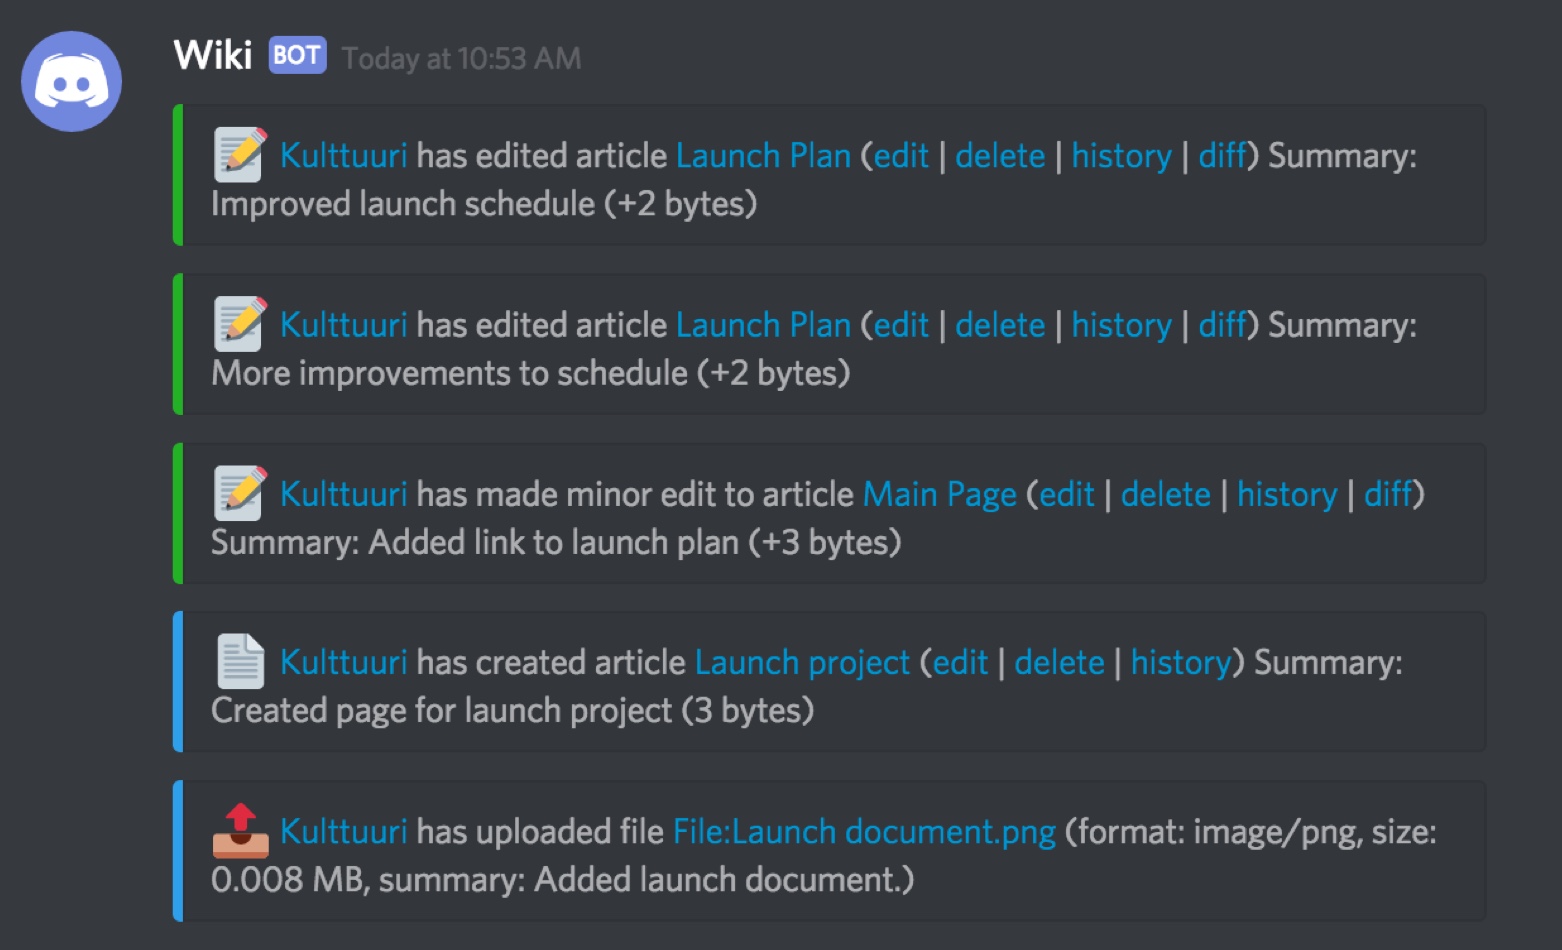 Wiki BOT Today at 10:53 AM
Kulttuuri has edited article Launch Plan (edit | delete | history | diff) Summary:
Improved launch schedule (+2 bytes)
Kulttuuri has edited article Launch Plan (edit | delete | history | diff) Summary:
More improvements to schedule (+2 bytes)
Kulttuuri has made minor edit to article Main Page (edit | delete | history | diff)
Summary: Added link to launch plan (+3 bytes)
Kulttuuri has created article Launch project (edit | delete | history) Summary:
Created page for launch project (3 bytes)
Kulttuuri has uploaded file File:Launch document.png (format: image/png, size:
0.008 MB, summary: Added launch document.)